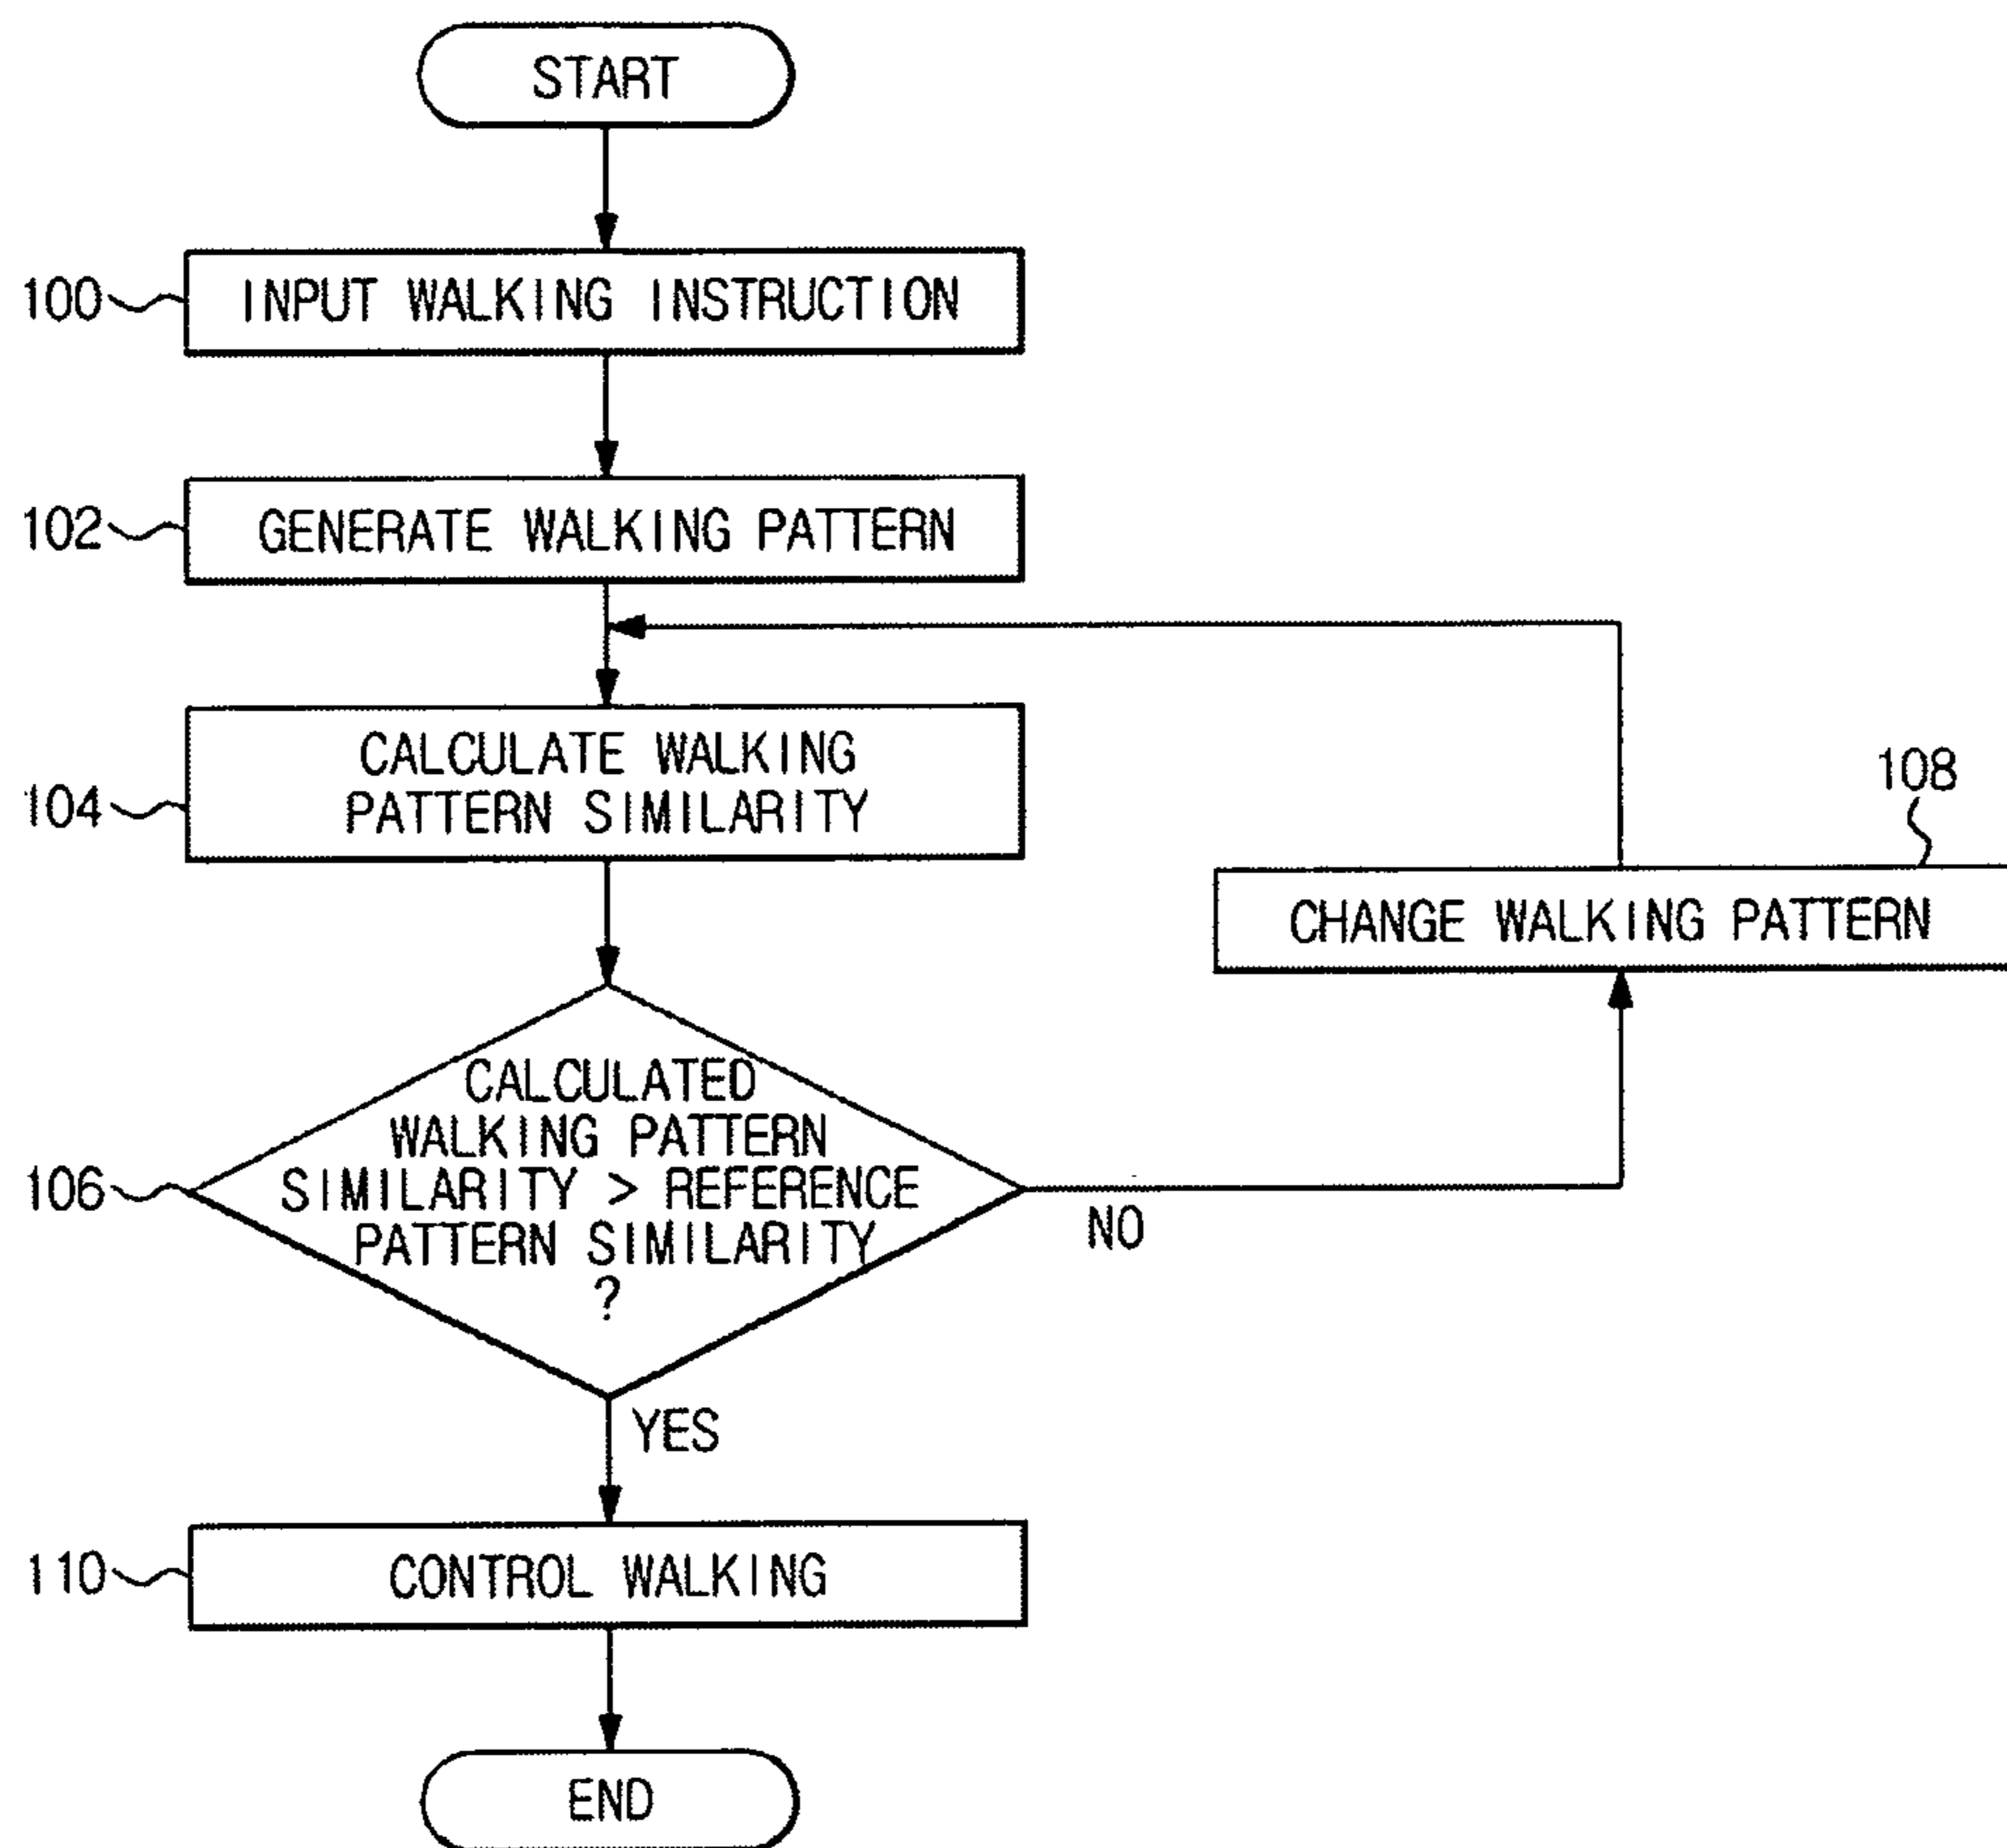 START
100
INPUT WALKING INSTRUCTION
102
GENERATE WALKING PATTERN
104
CALCULATE WALKING
PATTERN SIMILARITY
108
CHANGE WALKING PATTERN
106
CALCULATED
WALKING PATTERN
SIMILARITY > REFERENCE
PATTERN SIMILARITY
?
NO
YES
110
CONTROL WALKING
END